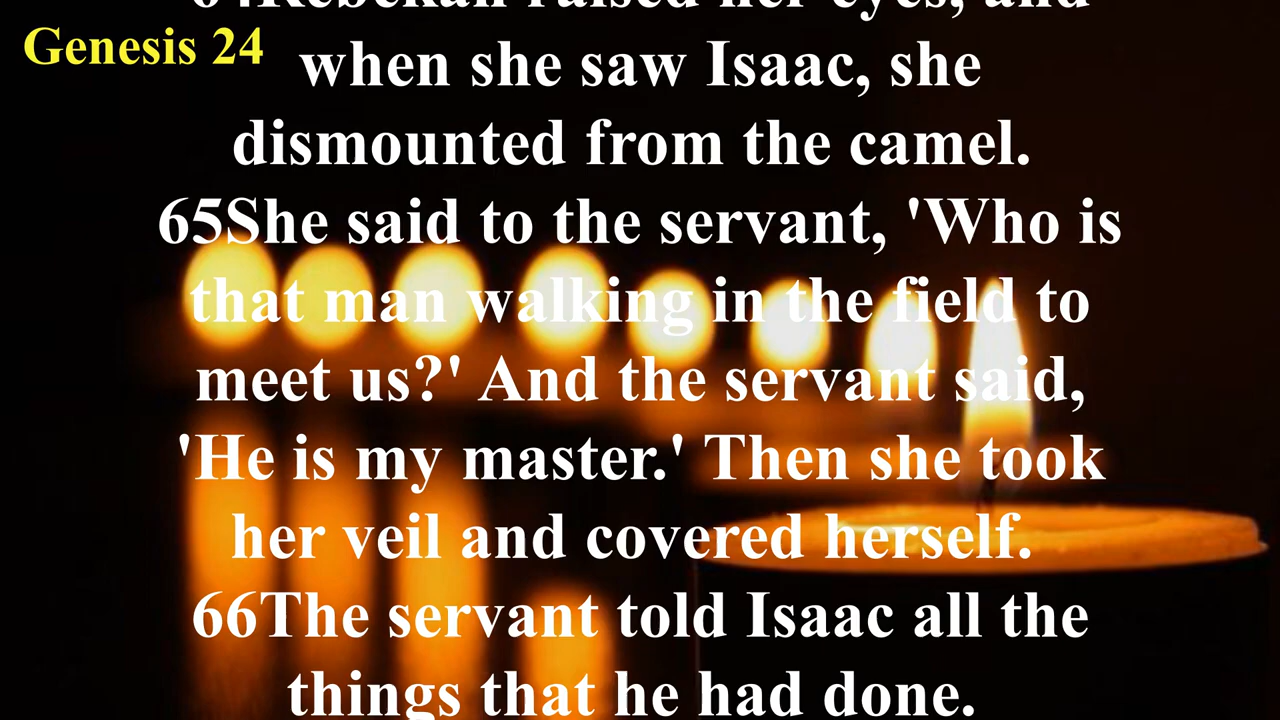 64Rebekah raised her eyes, and
Genesis 24
when she saw Isaac, she
dismounted from the camel.
65She said to the servant, 'Who is
that man walking in the field to
meet us?' And the servant said,
'He is my master.' Then she took
her veil and covered herself.
66The servant told Isaac all the
things that he had done.